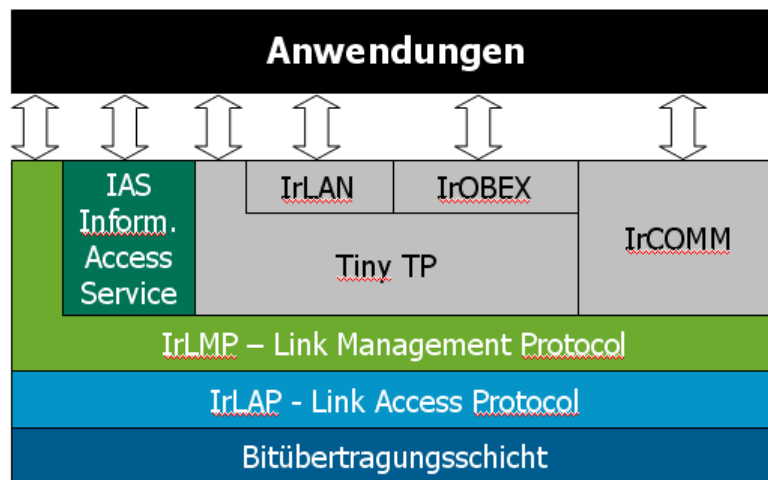 Anwendungen
IAS
Inform.
Access
Service
IrLAN
IrOBEX
IrCOMM
Tiny TP
IrLMP – Link Management Protocol
IrLAP - Link Access Protocol
Bitübertragungsschicht